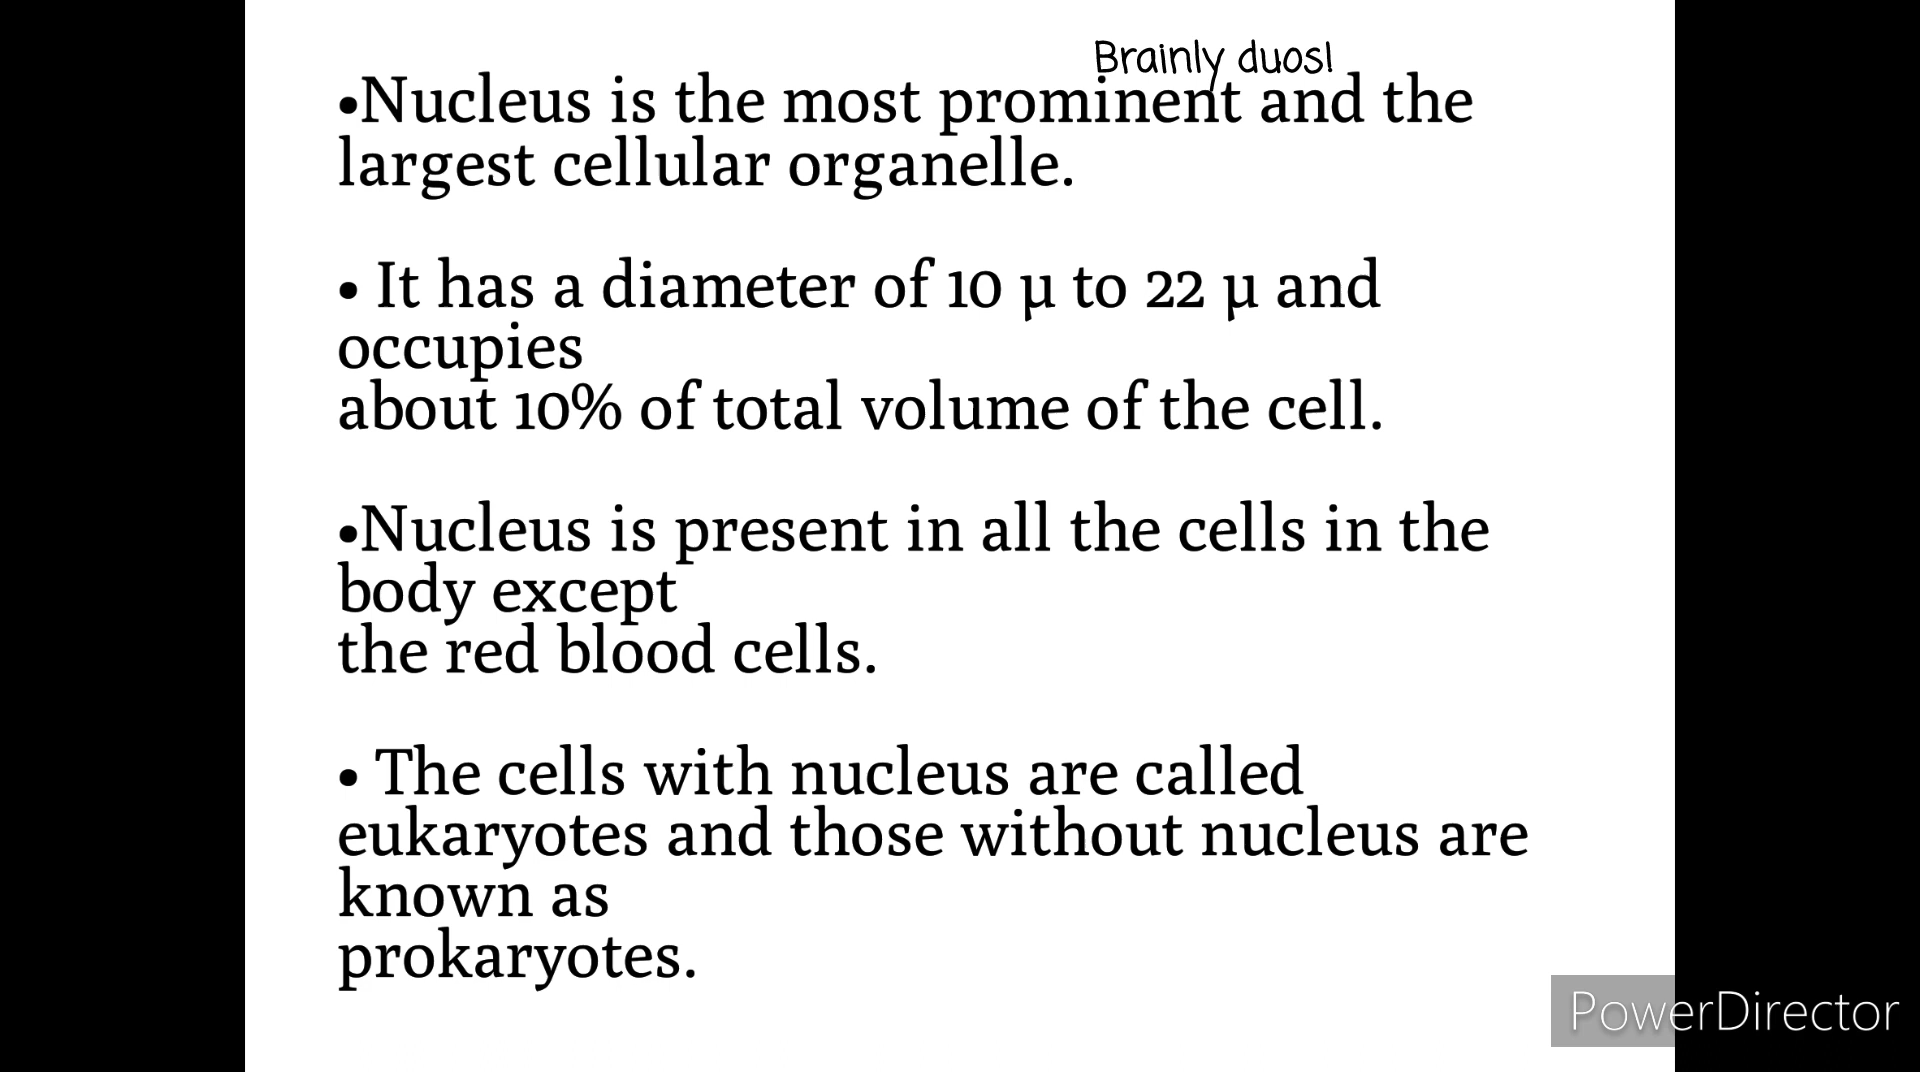 Brainly duos!
•Nucleus is the most prominent and the
largest cellular organelle.
• It has a diameter of 10 µ to 22 µ and
occupies
about 10% of total volume of the cell.
•Nucleus is present in all the cells in the
body except
the red blood cells.
• The cells with nucleus are called
eukaryotes and those without nucleus are
known as
prokaryotes.
PowerDirector